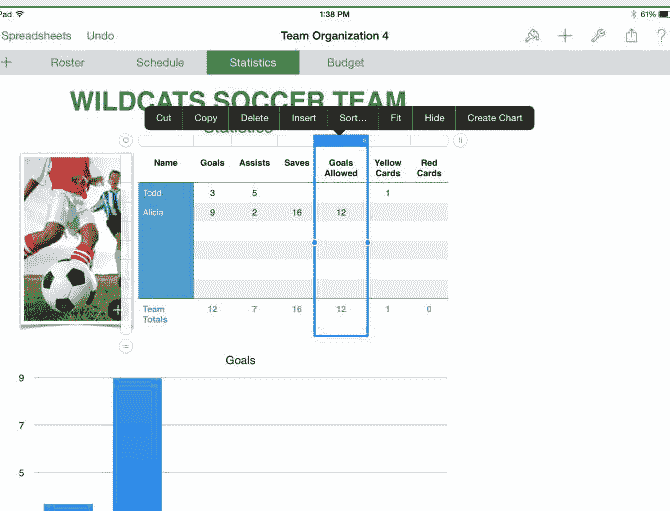 Pad 1:38 PM 61%
Spreadsheets Undo Team Organization 4 ?
+ Roster Schedule Statistics Budget
WILDCATS SOCCER TEAM
Cut Copy Delete Insert Sort... Fit Hide Create Chart
Statistics
Name Goals Assists Saves Goals Allowed Yellow Cards Red Cards
Todd 3 5 1
Alicia 9 2 16 12
Team Totals 12 7 16 12 1 0
Goals
9
7
5